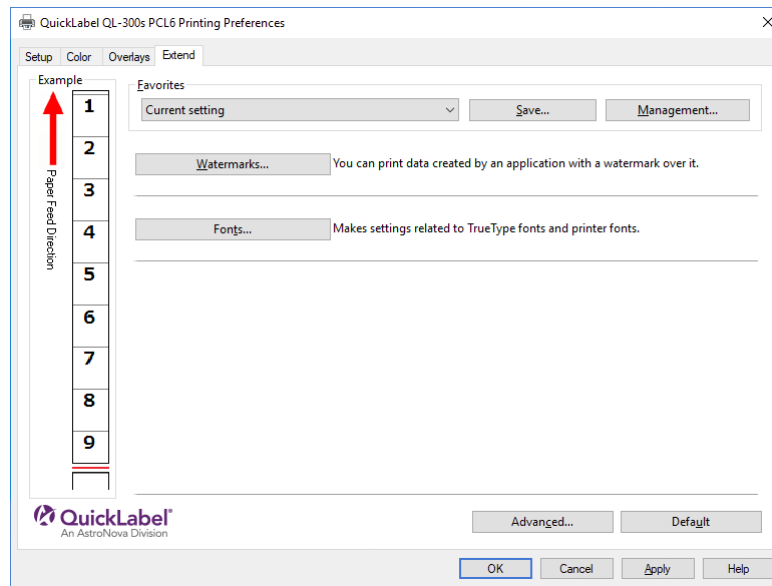 QuickLabel QL-300s PCL6 Printing Preferences
Setup Color Overlays Extend
Example
Paper Feed Direction
1
2
3
4
5
6
7
8
9
Favorites
Current setting Save... Management...
Watermarks... You can print data created by an application with a watermark over it.
Fonts... Makes settings related to TrueType fonts and printer fonts.
QuickLabel®
An AstroNova Division
Advanced... Default
OK Cancel Apply Help